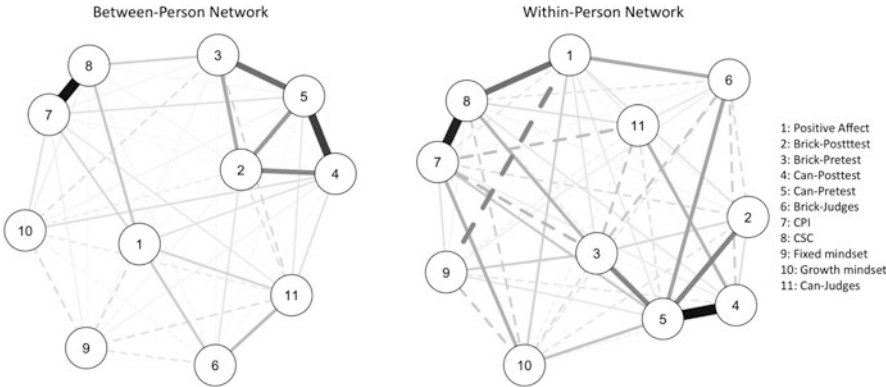 Between-Person Network
Within-Person Network
3
8
5
7
2
4
10
1
11
9
6
1
6
8
11
7
2
3
9
4
5
10
1: Positive Affect
2: Brick-Postttest
3: Brick-Pretest
4: Can-Posttest
5: Can-Pretest
6: Brick-Judges
7: CPI
8: CSC
9: Fixed mindset
10: Growth mindset
11: Can-Judges